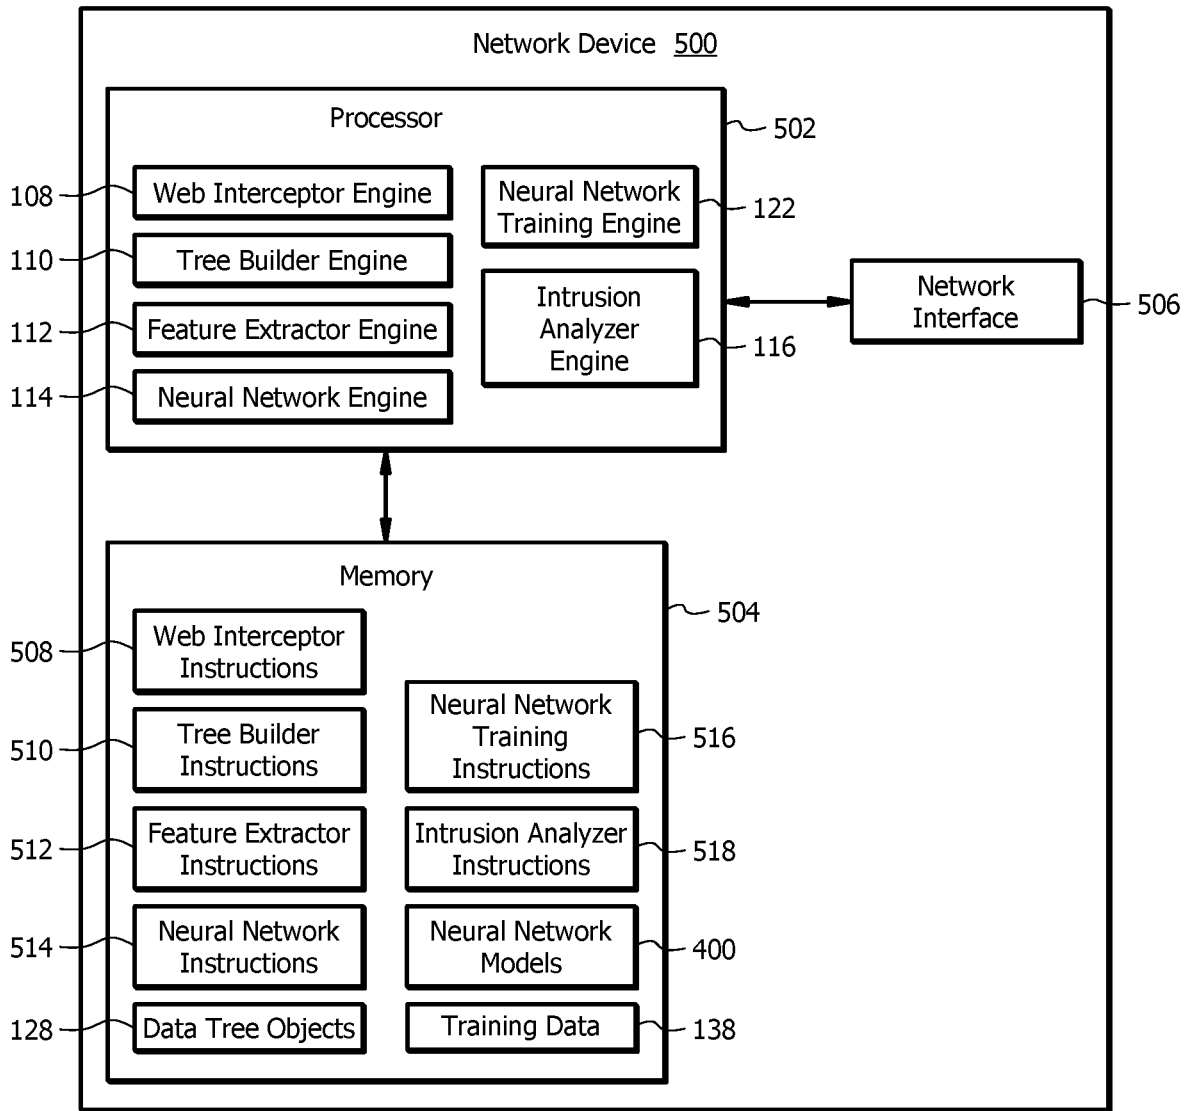 Network Device 500
Processor
502
108
Web Interceptor Engine
Neural Network
Training Engine
122
110
Tree Builder Engine
112
Feature Extractor Engine
Intrusion
Analyzer
Engine
116
Network
Interface
506
114
Neural Network Engine
Memory
504
508
Web Interceptor
Instructions
510
Tree Builder
Instructions
Neural Network
Training
Instructions
516
512
Feature Extractor
Instructions
Intrusion Analyzer
Instructions
518
514
Neural Network
Instructions
Neural Network
Models
400
128
Data Tree Objects
Training Data
138